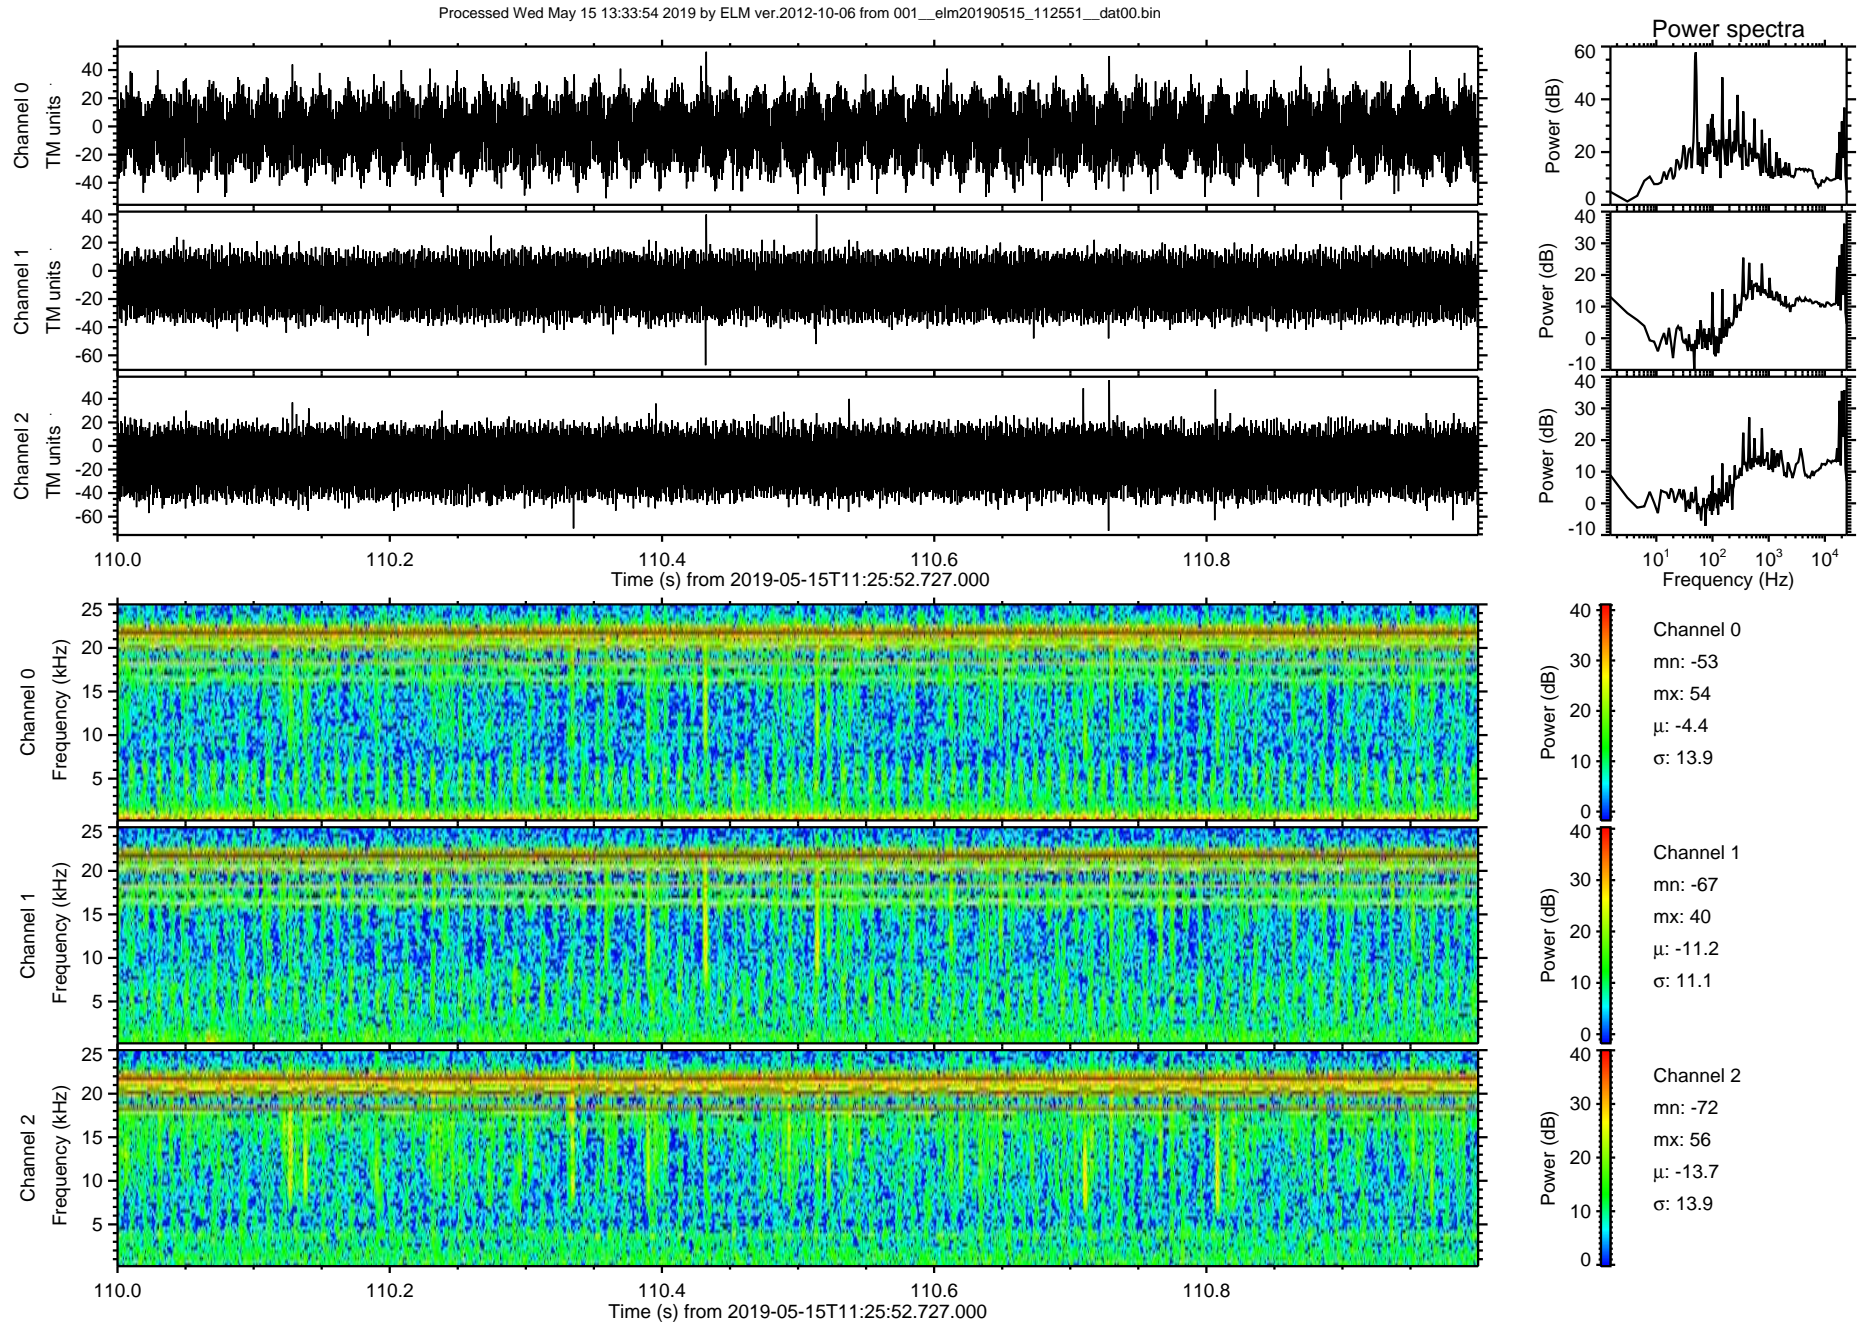 Processed Wed May 15 13:33:54 2019 by ELM ver.2012-10-06 from 001__elm20190515_112551__dat00.bin
Power spectra
Channel 0
TM units
40
20
0
-20
-40
Power (dB)
60
40
20
0
Channel 1
TM units
40
20
0
-20
-40
-60
Power (dB)
40
30
20
10
0
-10
Channel 2
TM units
40
20
0
-20
-40
-60
Power (dB)
40
30
20
10
0
-10
110.0 110.2 110.4 110.6 110.8
Time (s) from 2019-05-15T11:25:52.727.000
10^1 10^2 10^3 10^4
Frequency (Hz)
Channel 0
Frequency (kHz)
25
20
15
10
5
Power (dB)
40
30
20
10
0
Channel 0
mn: -53
mx: 54
μ: -4.4
σ: 13.9
Channel 1
Frequency (kHz)
25
20
15
10
5
Power (dB)
40
30
20
10
0
Channel 1
mn: -67
mx: 40
μ: -11.2
σ: 11.1
Channel 2
Frequency (kHz)
25
20
15
10
5
Power (dB)
40
30
20
10
0
Channel 2
mn: -72
mx: 56
μ: -13.7
σ: 13.9
110.0 110.2 110.4 110.6 110.8
Time (s) from 2019-05-15T11:25:52.727.000